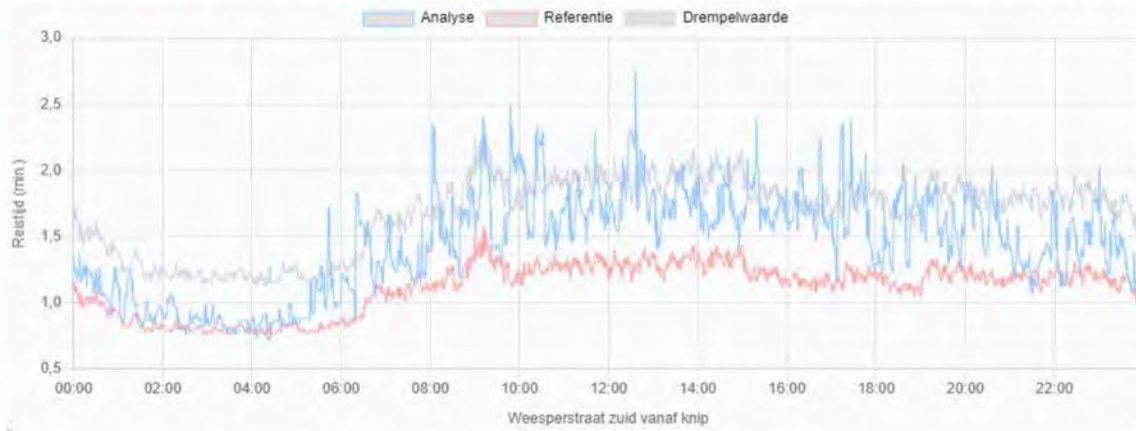 Analyse Referentie Drempelwaarde
3,0
2,5
2,0
1,5
1,0
0,5
Reistijd (min.)
00:00 02:00 04:00 06:00 08:00 10:00 12:00 14:00 16:00 18:00 20:00 22:00
Weesperstraat zuid vanaf knip